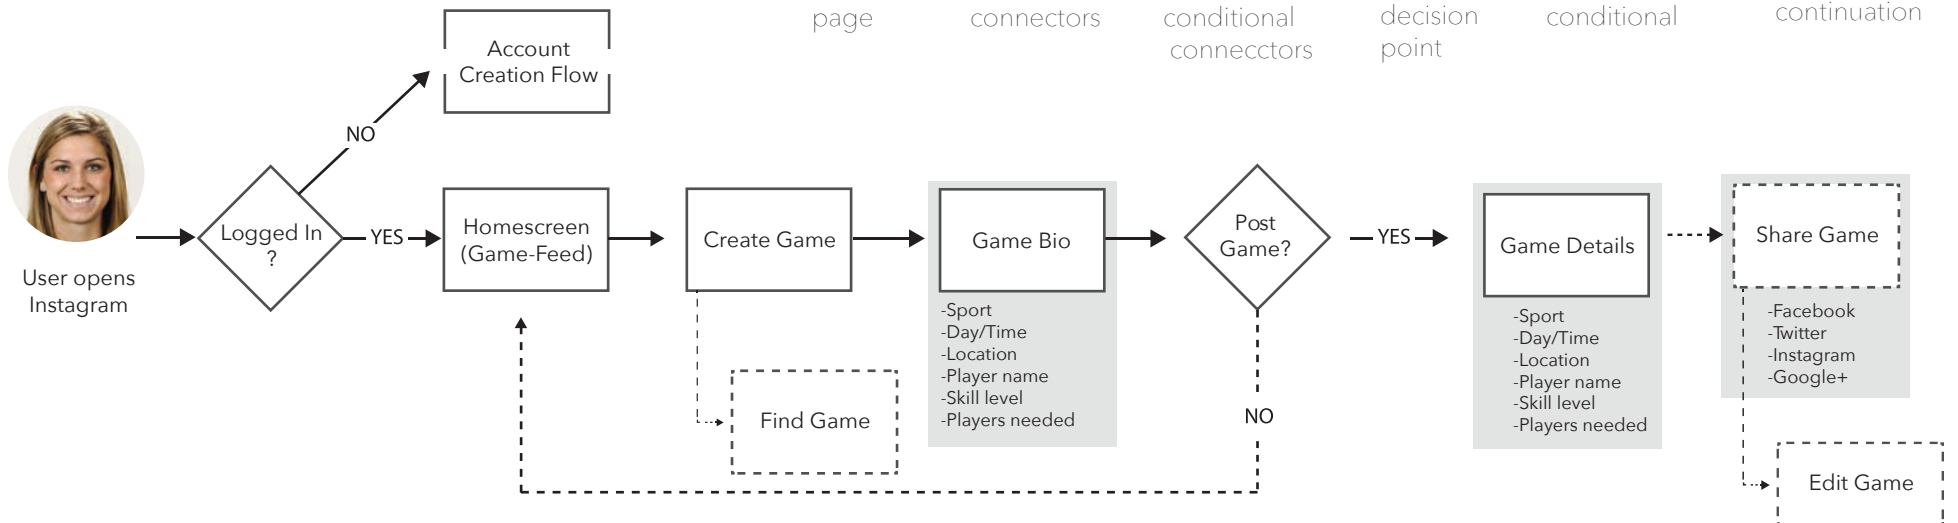 page
connectors
conditional
connecctors
decision
point
conditional
continuation
Account
Creation Flow
NO
User opens
Instagram
Logged In
?
YES
Homescreen
(Game-Feed)
Create Game
Find Game
Game Bio
-Sport
-Day/Time
-Location
-Player name
-Skill level
-Players needed
Post
Game?
NO
YES
Game Details
-Sport
-Day/Time
-Location
-Player name
-Skill level
-Players needed
Share Game
-Facebook
-Twitter
-Instagram
-Google+
Edit Game